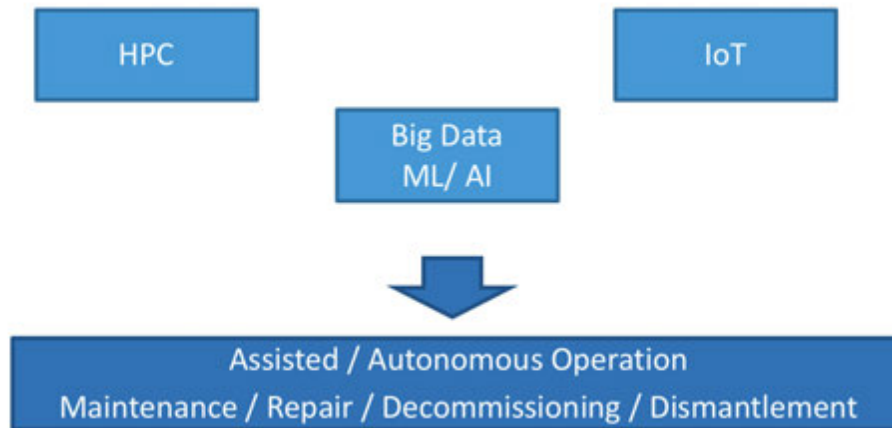 HPC
IoT
Big Data
ML/ AI
Assisted / Autonomous Operation
Maintenance / Repair / Decommissioning / Dismantlement